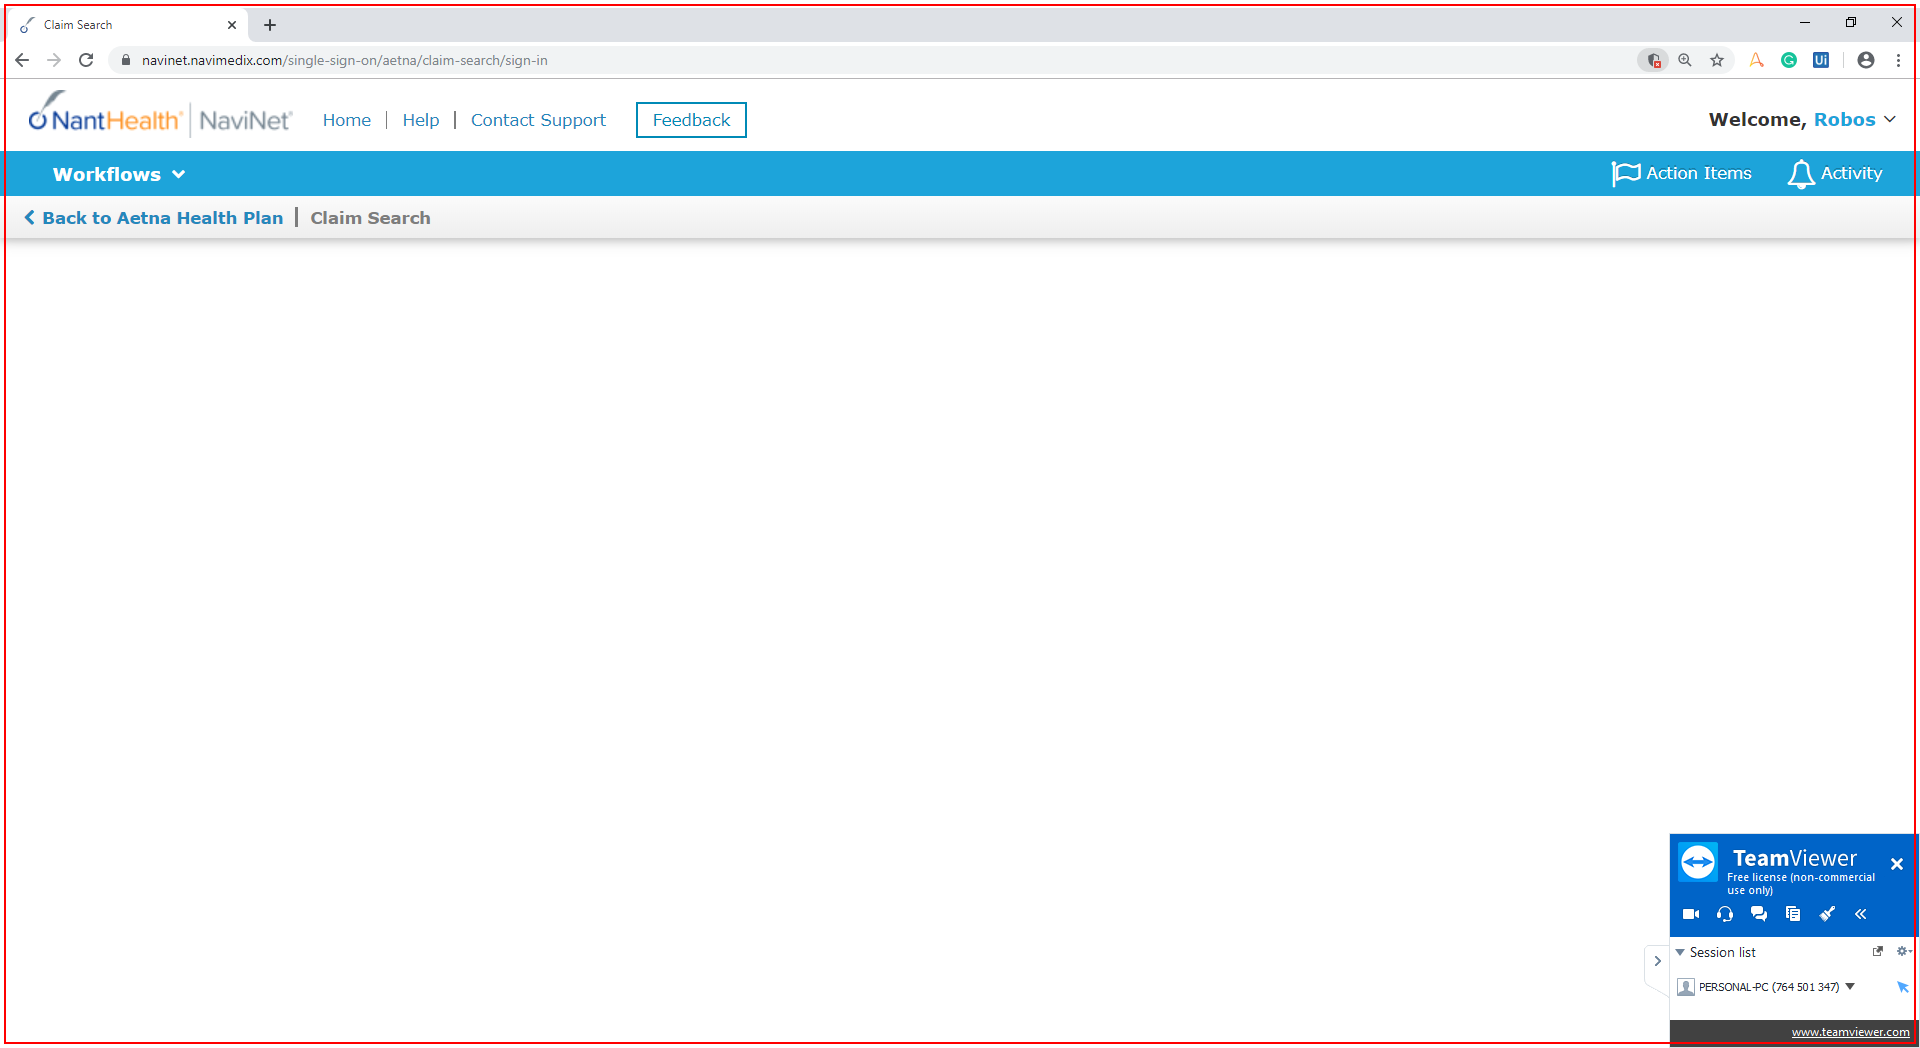 Claim Search
navinet.navimedix.com/single-sign-on/aetna/claim-search/sign-in
Ui
NantHealth® NaviNet® Home Help Contact Support Feedback Welcome, Robos
Workflows Action Items Activity
Back to Aetna Health Plan Claim Search
TeamViewer
Free license (non-commercial
use only)
Session list
PERSONAL-PC (764 501 347)
www.teamviewer.com